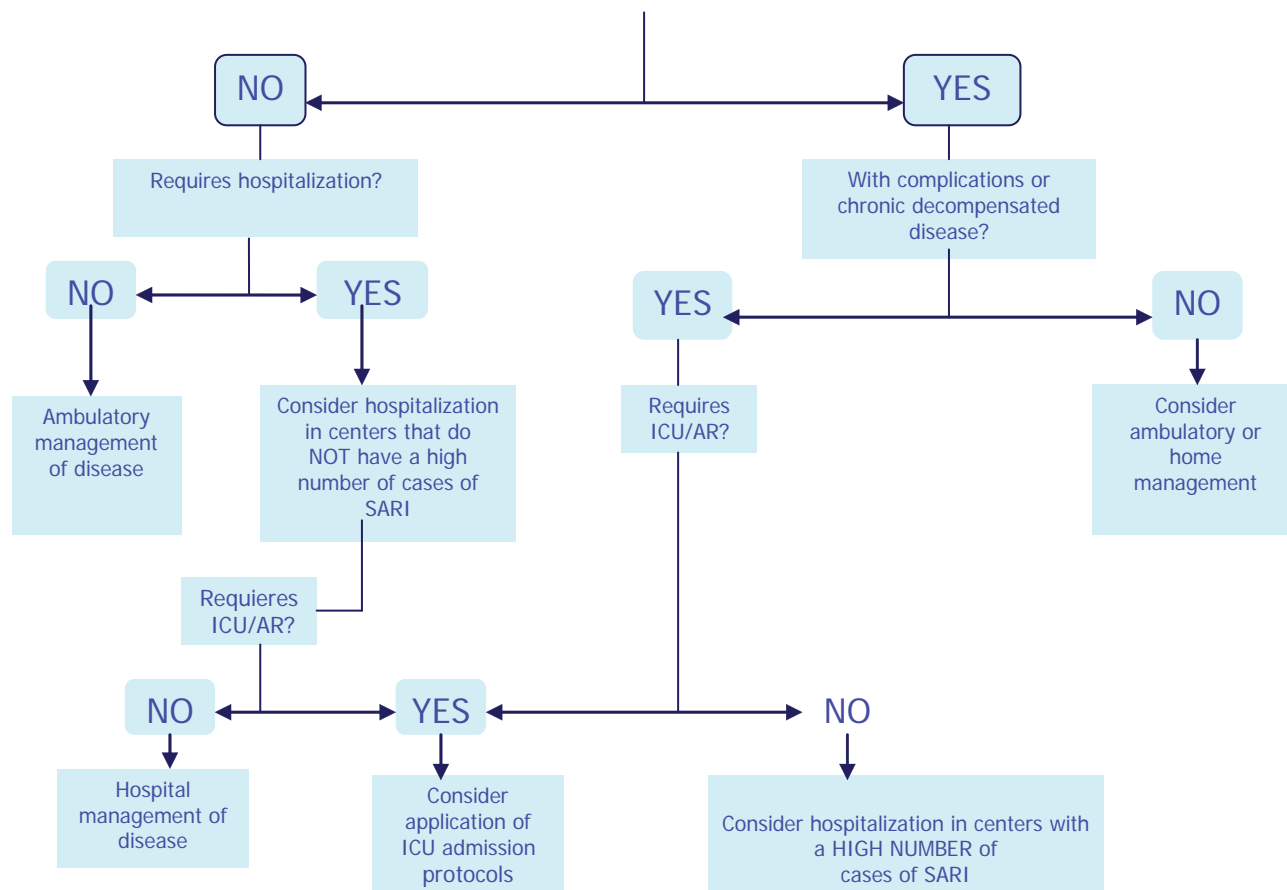 NO
YES
Requires hospitalization?
With complications or
chronic decompensated
disease?
NO
YES
YES
NO
Ambulatory
management
of disease
Consider hospitalization
in centers that do
NOT have a high
number of cases of
SARI
Requires
ICU/AR?
Consider
ambulatory or
home
management
Requieres
ICU/AR?
NO
YES
NO
Hospital
management of
disease
Consider
application of
ICU admission
protocols
Consider hospitalization in centers with
a HIGH NUMBER of
cases of SARI